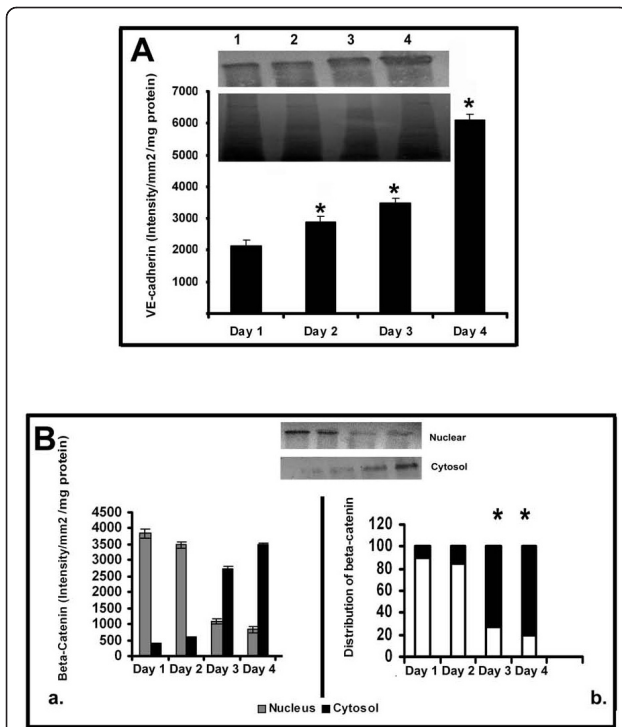 A
1 2 3 4
VE-cadherin (Intensity/mm2 /mg protein)
7000
6000
5000
4000
3000
2000
1000
*
*
*
Day 1 Day 2 Day 3 Day 4
B
Nuclear
Cytosol
Beta-Catenin (Intensity/mm2 /mg protein)
4500
4000
3500
3000
2500
2000
1500
1000
500
0
Day 1 Day 2 Day 3 Day 4
a.
Distribution of beta-catenin
* *
120
100
80
60
40
20
0
Day 1 Day 2 Day 3 Day 4
b.
Nucleus Cytosol